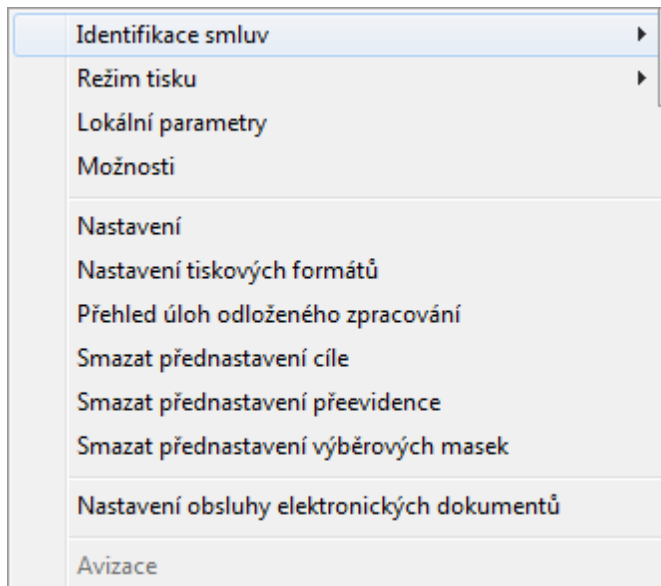 Identifikace smluv
Režim tisku
Lokální parametry
Možnosti
Nastavení
Nastavení tiskových formátů
Přehled úloh odloženého zpracování
Smazat přednastavení cíle
Smazat přednastavení přeevidence
Smazat přednastavení výběrových masek
Nastavení obsluhy elektronických dokumentů
Avizace